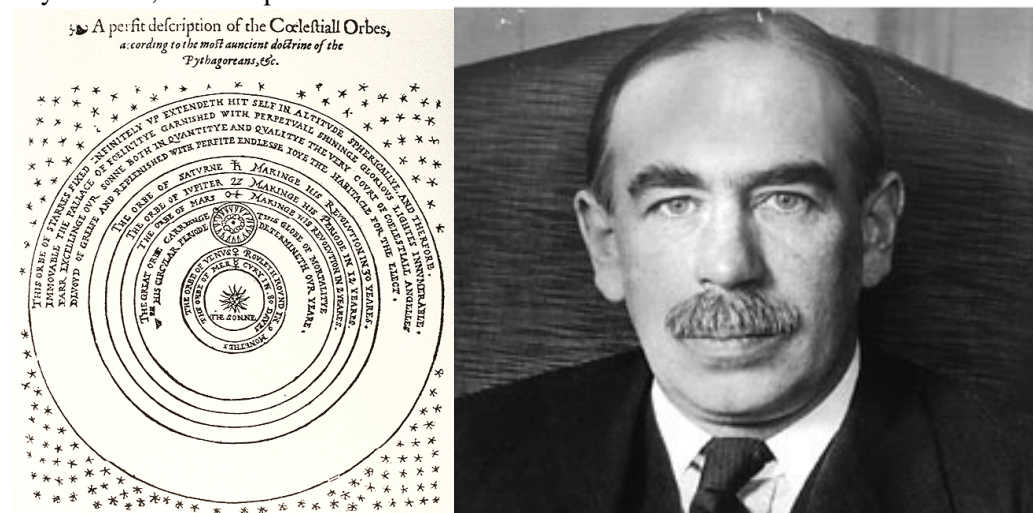 A perfit description of the Cœlestiall Orbes,
according to the most auncient doctrine of the
Pythagoreans, &c.
THIS ORBE OF STARRES FIXED INFINITELY VP EXTENDETH HIT SELF IN ALTITVDE SPHERICALLYE, AND THERFORE
IMMOVABLE THE PALLACE OF FOELICITYE GARNISHED WITH PERPETVALL SHININGE GLORIOVS LIGHTES INNVMERABLE.
FARR EXCELLINGE OVR SONNE BOTH IN QVANTITYE AND QVALITYE THE VERY COVRT OF COELESTIALL ANGELLES
DEVOYD OF GREEFE AND REPLENISHED WITH PERFITE ENDLESSE IOYE THE HABITACLE FOR THE ELECT.
THE ORBE OF SATVRNE ♄ MAKINGE HIS REVOLVTION IN 30 YEARES.
THE ORBE OF IVPITER ♃ MAKINGE HIS PERIODE IN 12 YEARES.
THE ORBE OF MARS ♂ MAKINGE HIS REVOLVTION IN 2 YEARES.
THE GREAT ORBE CARREINGE THIS GLOBE OF MORTALITYE
HIS CIRCVLAR PERIODE DETERMINETH OVR YEARE.
THE ORBE OF VENVS ♀ ROVLETH ROVND IN 9 MONETHES
THE ORBE OF MERCVRY IN 80 DAYES
THE SONNE